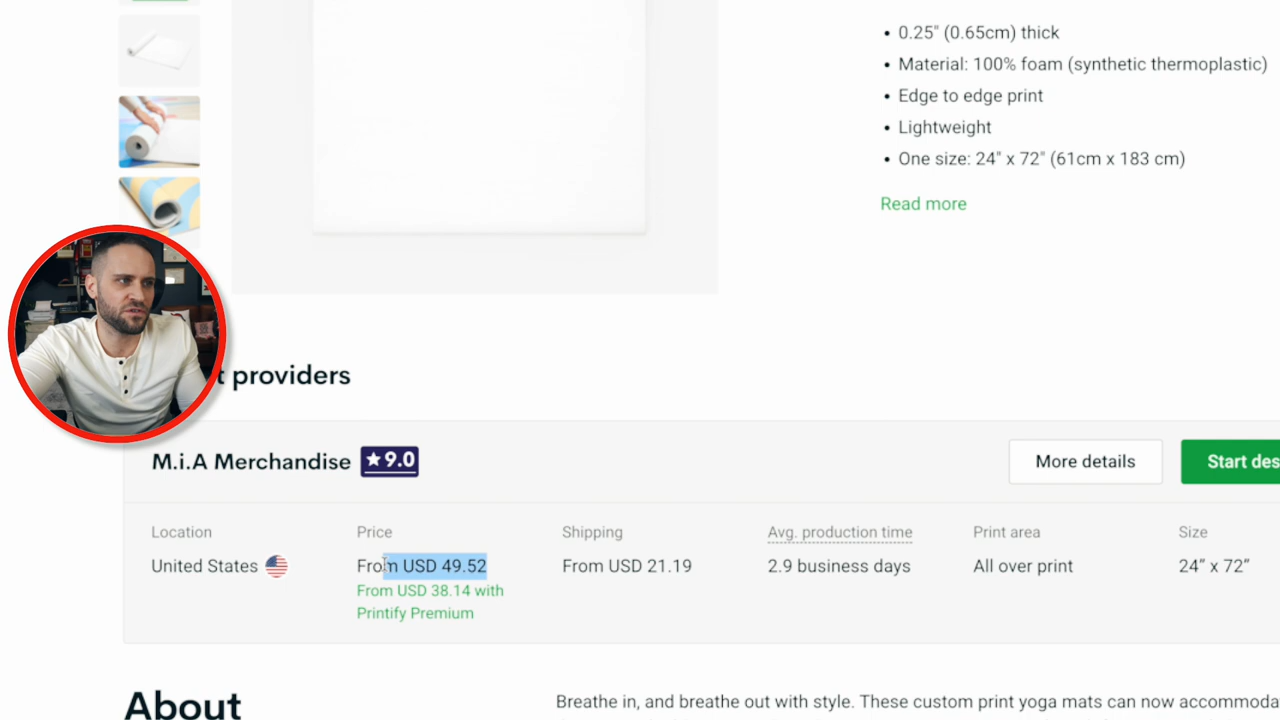 • 0.25" (0.65cm) thick
• Material: 100% foam (synthetic thermoplastic)
• Edge to edge print
• Lightweight
• One size: 24" x 72" (61cm x 183 cm)
Read more
t providers
M.i.A Merchandise ★ 9.0
More details
Start des
Location Price Shipping Avg. production time Print area Size
United States From USD 49.52 From USD 21.19 2.9 business days All over print 24” x 72”
From USD 38.14 with
Printify Premium
About
Breathe in, and breathe out with style. These custom print yoga mats can now accommoda